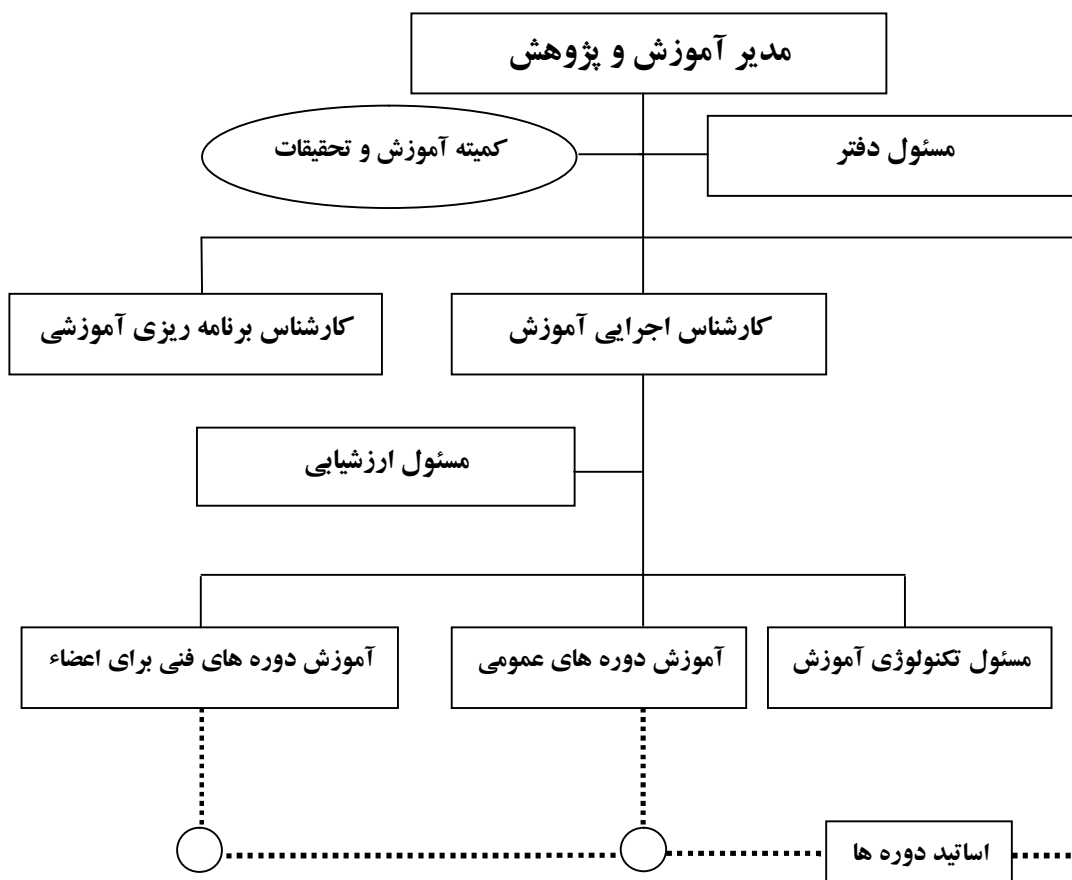 مدیر آموزش و پژوهش
مسئول دفتر
کمیته آموزش و تحقیقات
کارشناس اجرایی آموزش
کارشناس برنامه ریزی آموزشی
مسئول ارزشیابی
مسئول تکنولوژی آموزش
آموزش دوره های عمومی
آموزش دوره های فنی برای اعضاء
اساتید دوره ها